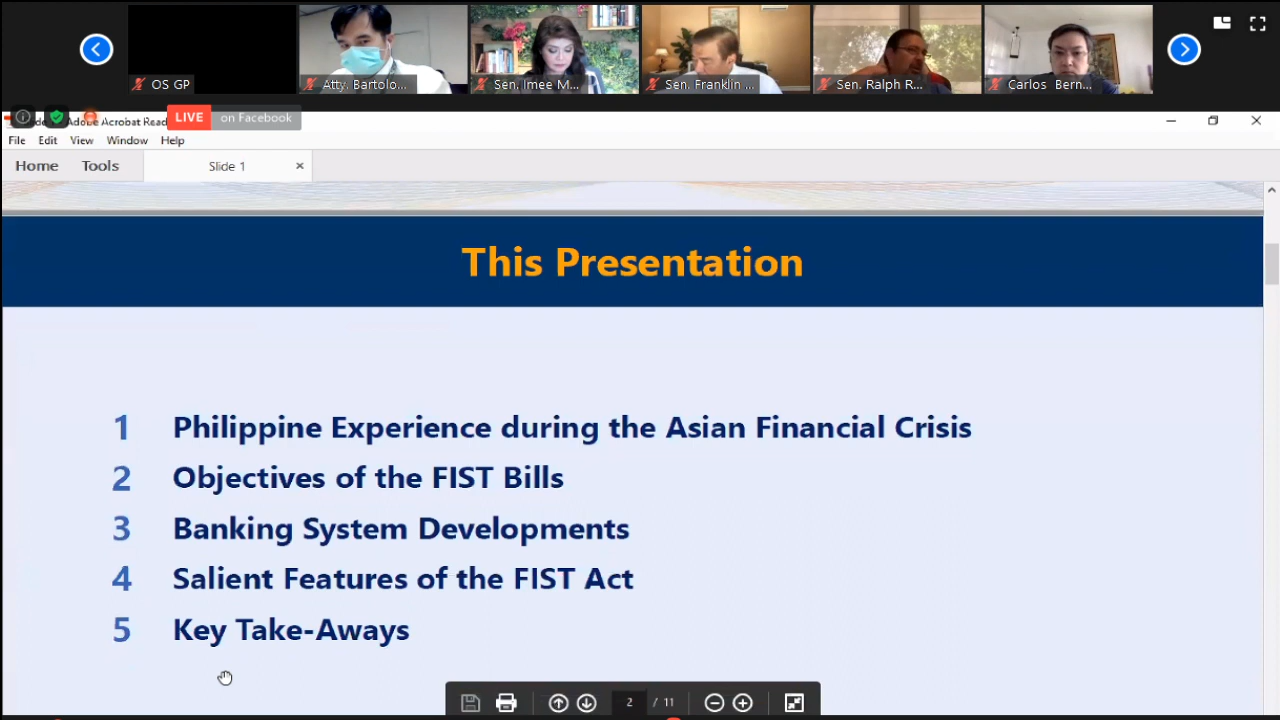 OS GP
Atty. Bartolo...
Sen. Imee M...
Sen. Franklin ...
Sen. Ralph R...
Carlos Bern...
LIVE on Facebook
Adobe Acrobat Read
File Edit View Window Help
Home Tools Slide 1 ×
This Presentation
1 Philippine Experience during the Asian Financial Crisis
2 Objectives of the FIST Bills
3 Banking System Developments
4 Salient Features of the FIST Act
5 Key Take-Aways
2 / 11